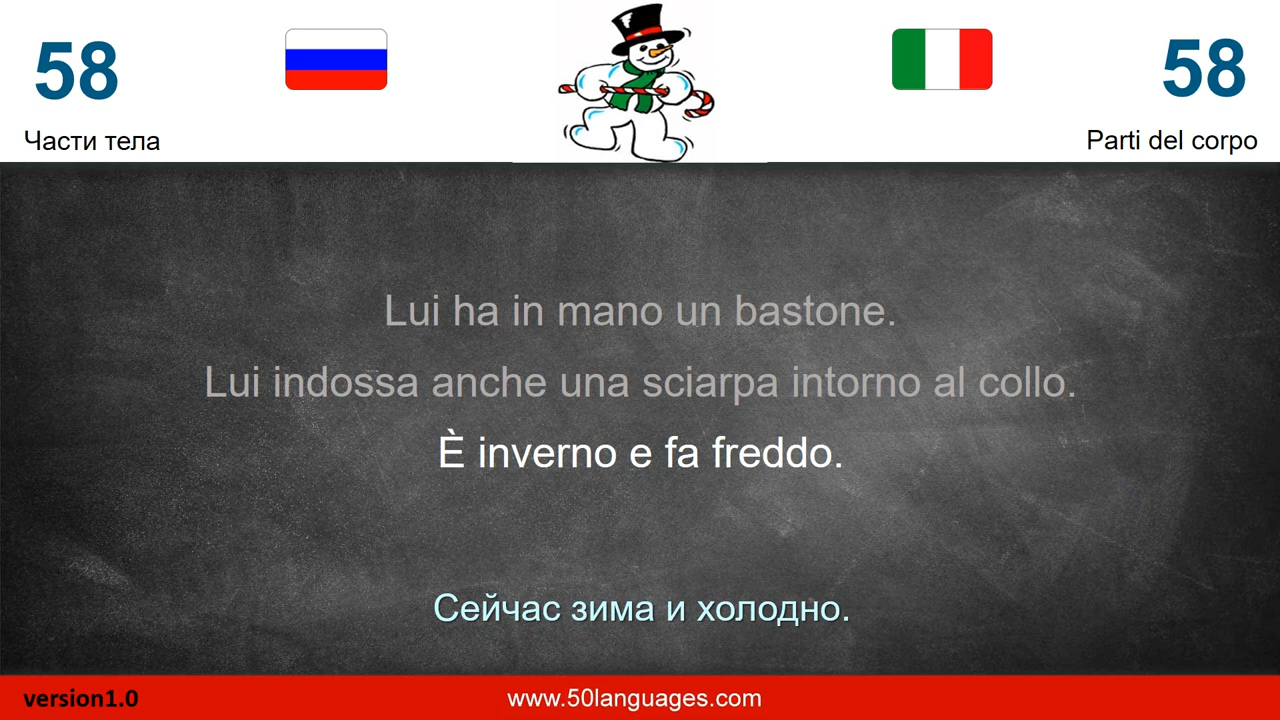 58
58
Части тела
Parti del corpo
Lui ha in mano un bastone.
Lui indossa anche una sciarpa intorno al collo.
È inverno e fa freddo.
Сейчас зима и холодно.
version1.0
www.50languages.com